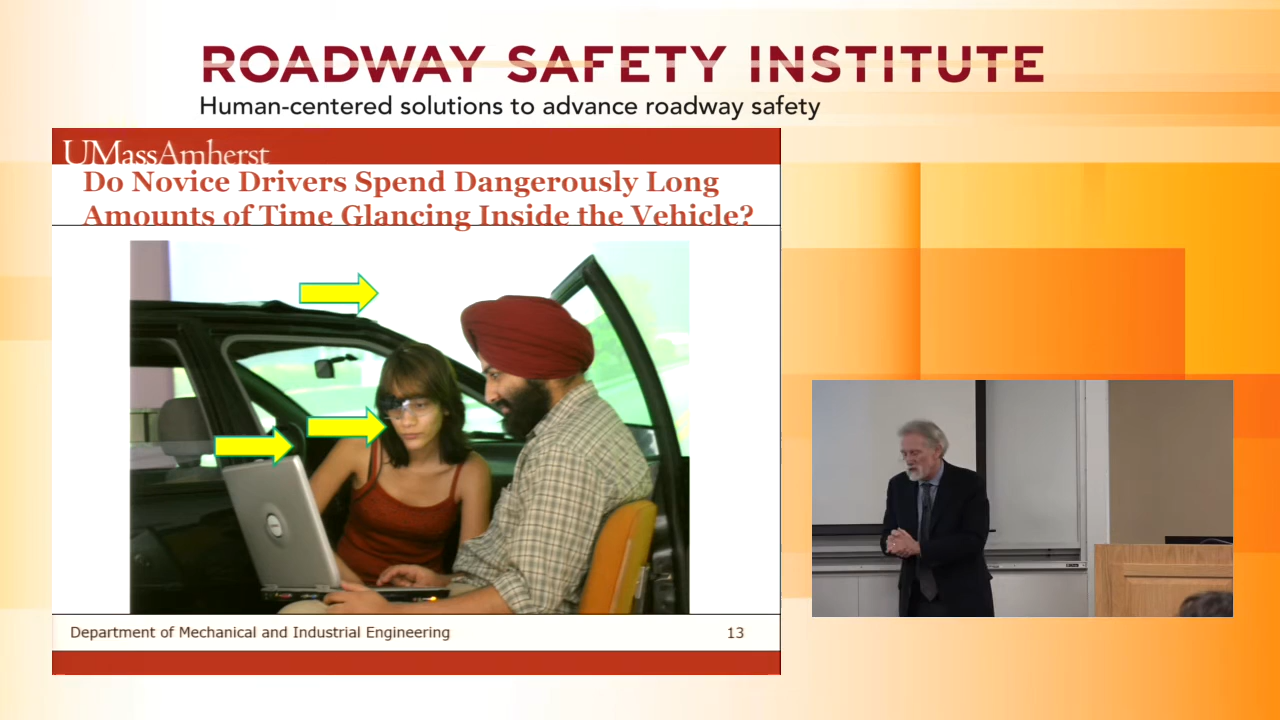 ROADWAY SAFETY INSTITUTE
Human-centered solutions to advance roadway safety
UMassAmherst
Do Novice Drivers Spend Dangerously Long
Amounts of Time Glancing Inside the Vehicle?
Department of Mechanical and Industrial Engineering 13